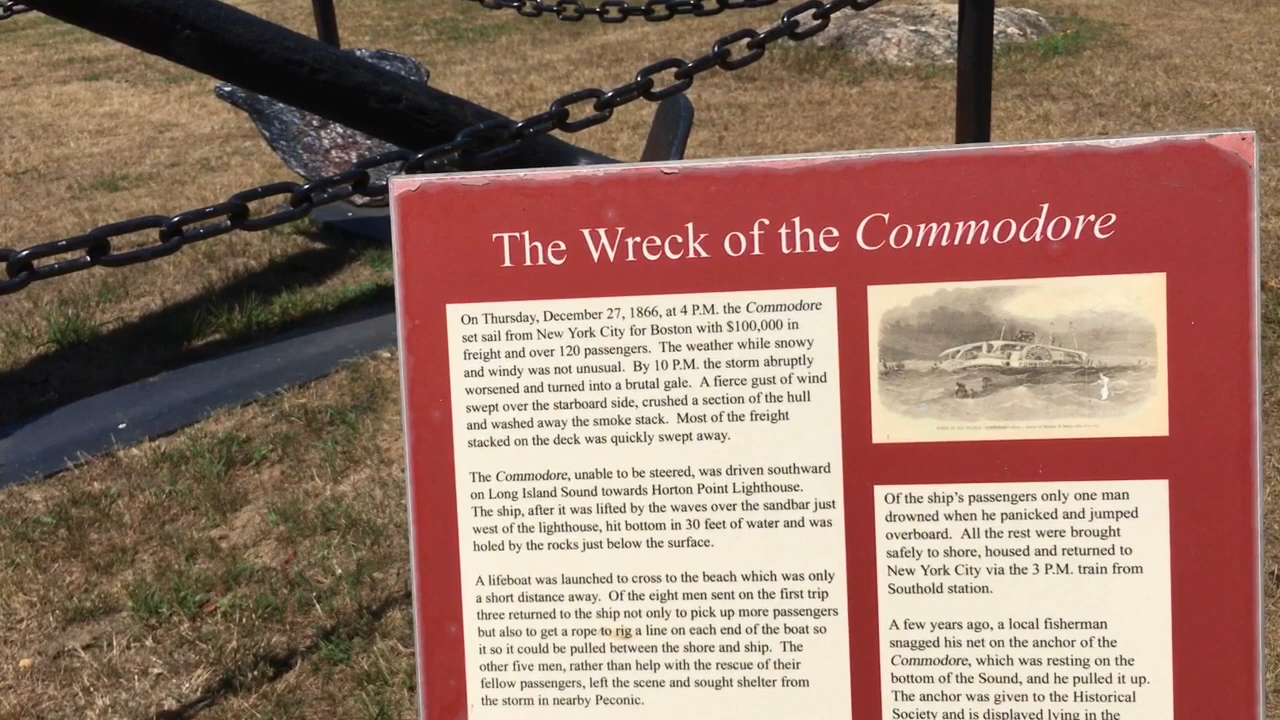 The Wreck of the Commodore
On Thursday, December 27, 1866, at 4 P.M. the Commodore
set sail from New York City for Boston with $100,000 in
freight and over 120 passengers. The weather while snowy
and windy was not unusual. By 10 P.M. the storm abruptly
worsened and turned into a brutal gale. A fierce gust of wind
swept over the starboard side, crushed a section of the hull
and washed away the smoke stack. Most of the freight
stacked on the deck was quickly swept away.
The Commodore, unable to be steered, was driven southward
on Long Island Sound towards Horton Point Lighthouse.
The ship, after it was lifted by the waves over the sandbar just
west of the lighthouse, hit bottom in 30 feet of water and was
holed by the rocks just below the surface.
A lifeboat was launched to cross to the beach which was only
a short distance away. Of the eight men sent on the first trip
three returned to the ship not only to pick up more passengers
but also to get a rope to rig a line on each end of the boat so
it so it could be pulled between the shore and ship. The
other five men, rather than help with the rescue of their
fellow passengers, left the scene and sought shelter from
the storm in nearby Peconic.
Of the ship's passengers only one man
drowned when he panicked and jumped
overboard. All the rest were brought
safely to shore, housed and returned to
New York City via the 3 P.M. train from
Southold station.
A few years ago, a local fisherman
snagged his net on the anchor of the
Commodore, which was resting on the
bottom of the Sound, and he pulled it up.
The anchor was given to the Historical
Society and is displayed lying in the